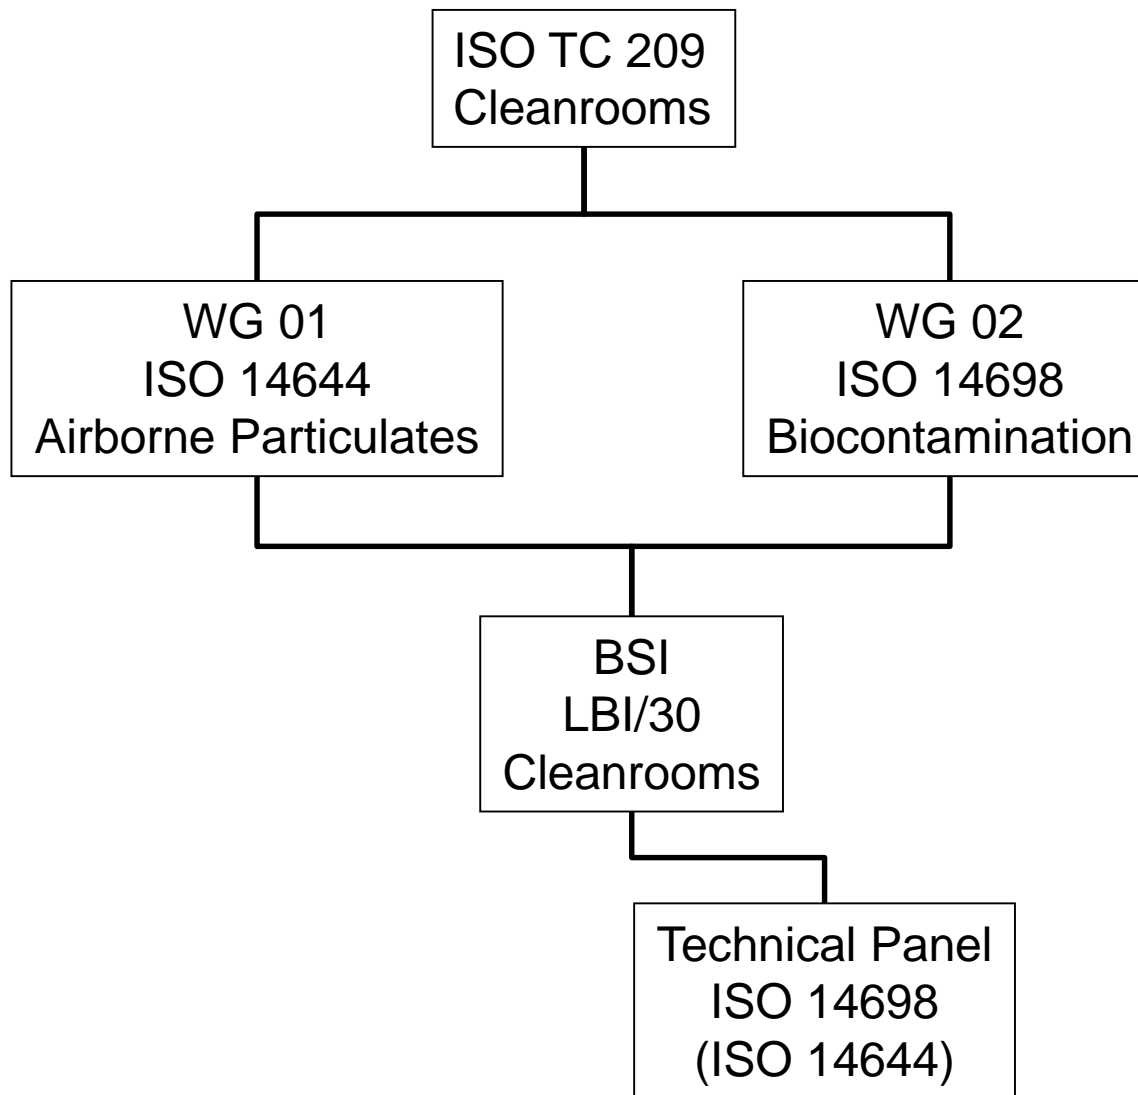 ISO TC 209
Cleanrooms
WG 01
ISO 14644
Airborne Particulates
WG 02
ISO 14698
Biocontamination
BSI
LBI/30
Cleanrooms
Technical Panel
ISO 14698
(ISO 14644)